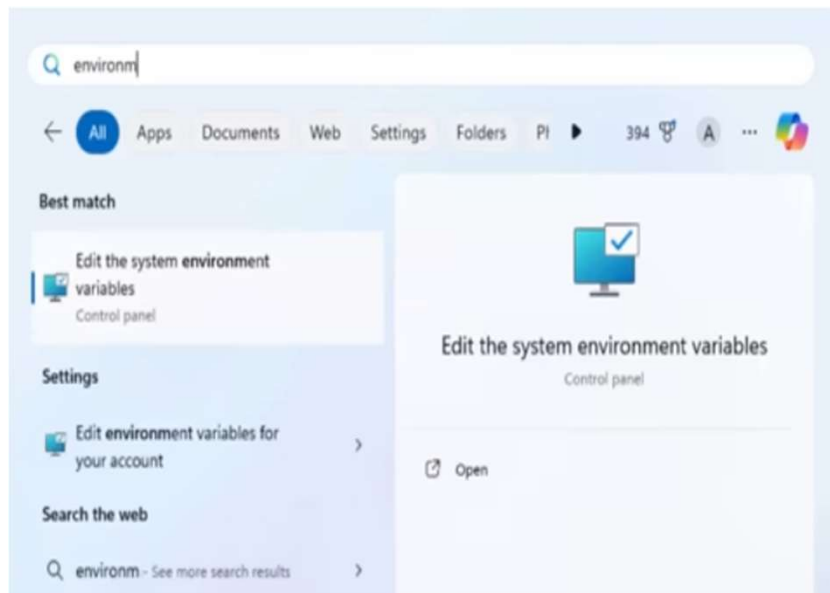 environm
All Apps Documents Web Settings Folders Pl 394 A ...
Best match
Edit the system environment
variables
Control panel
Edit the system environment variables
Control panel
Settings
Edit environment variables for
your account
Open
Search the web
environm - See more search results